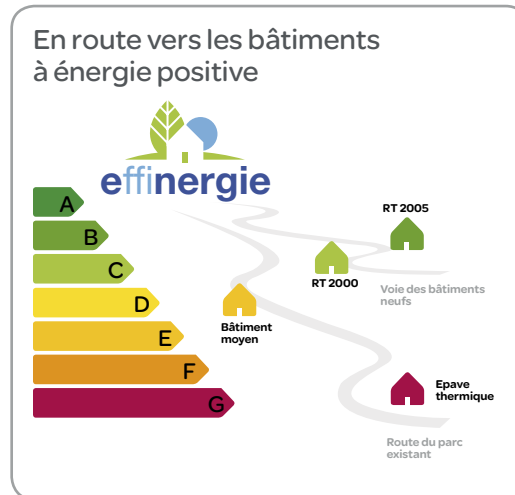 En route vers les bâtiments
à énergie positive
effinergie
A
B
C
D
E
F
G
RT 2005
RT 2000
Voie des bâtiments
neufs
Bâtiment
moyen
Epave
thermique
Route du parc
existant